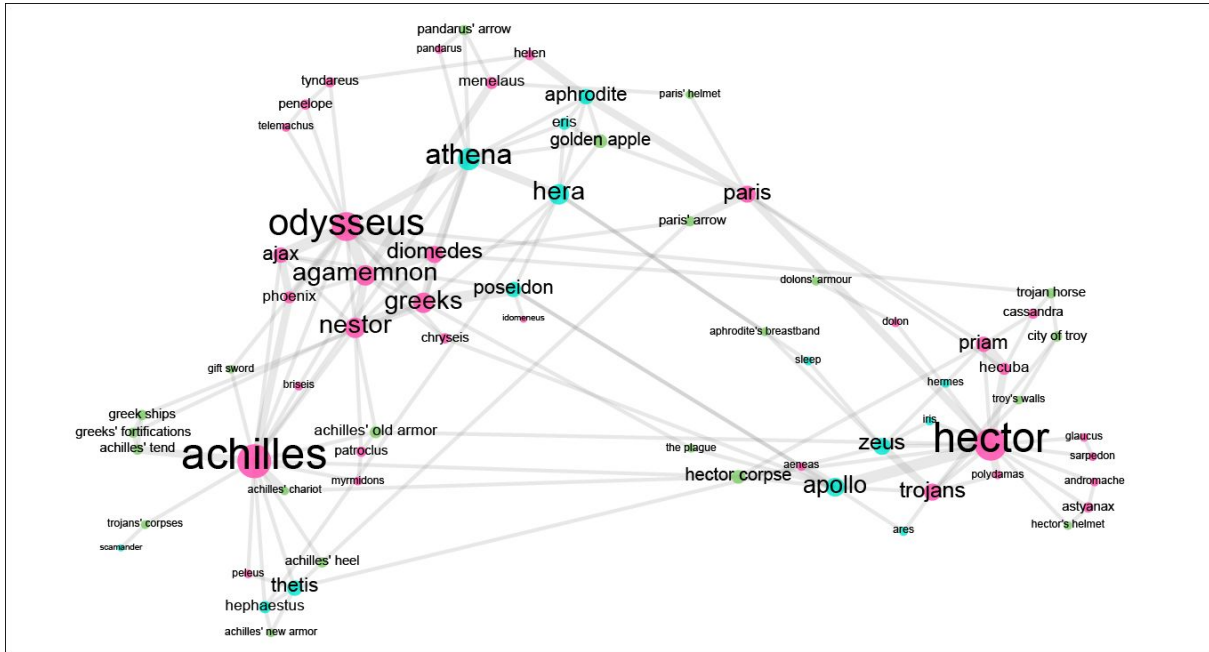 pandarus' arrow
pandarus
helen
tyndareus
menelaus
penelope
aphrodite
paris' helmet
telemachus
eris
golden apple
athena
hera
paris
odysseus
paris' arrow
ajax
diomedes
agamemnon
phoenix
greeks
poseidon
dolons' armour
trojan horse
idomeneus
nestor
chryseis
aphrodite's breastband
dolon
cassandra
priam
city of troy
gift sword
briseis
sleep
hecuba
hermes
troy's walls
greek ships
greeks' fortifications
achilles' tend
achilles' old armor
iris
achilles
patroclus
the plague
zeus
hector
glaucus
sarpedon
myrmidons
aeneas
hector corpse
apollo
polydamas
andromache
achilles' chariot
trojans
astyanax
trojans' corpses
hector's helmet
ares
scamander
achilles' heel
peleus
thetis
hephaestus
achilles' new armor